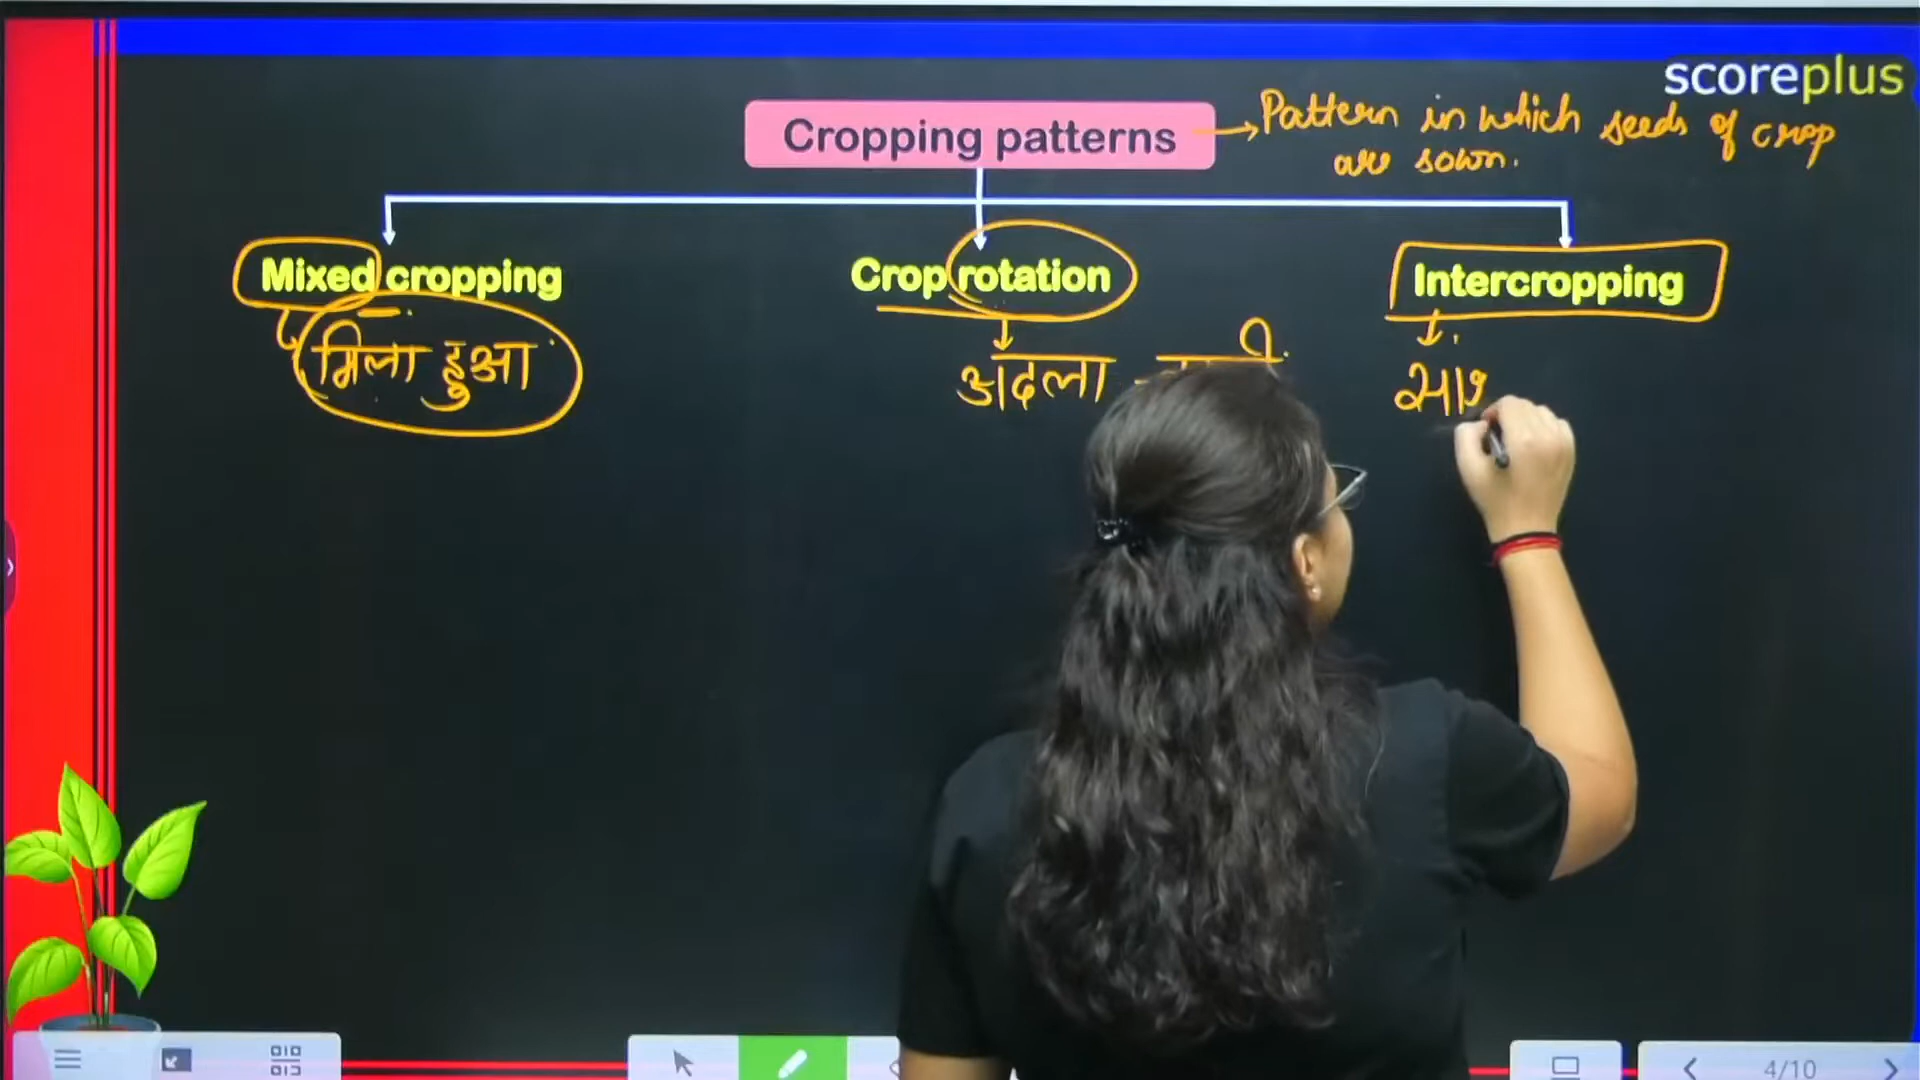 scoreplus
Cropping patterns
Pattern in which seeds of crop
are sown.
Mixed cropping
Crop rotation
Intercropping
मिला हुआ
अदला
4/10